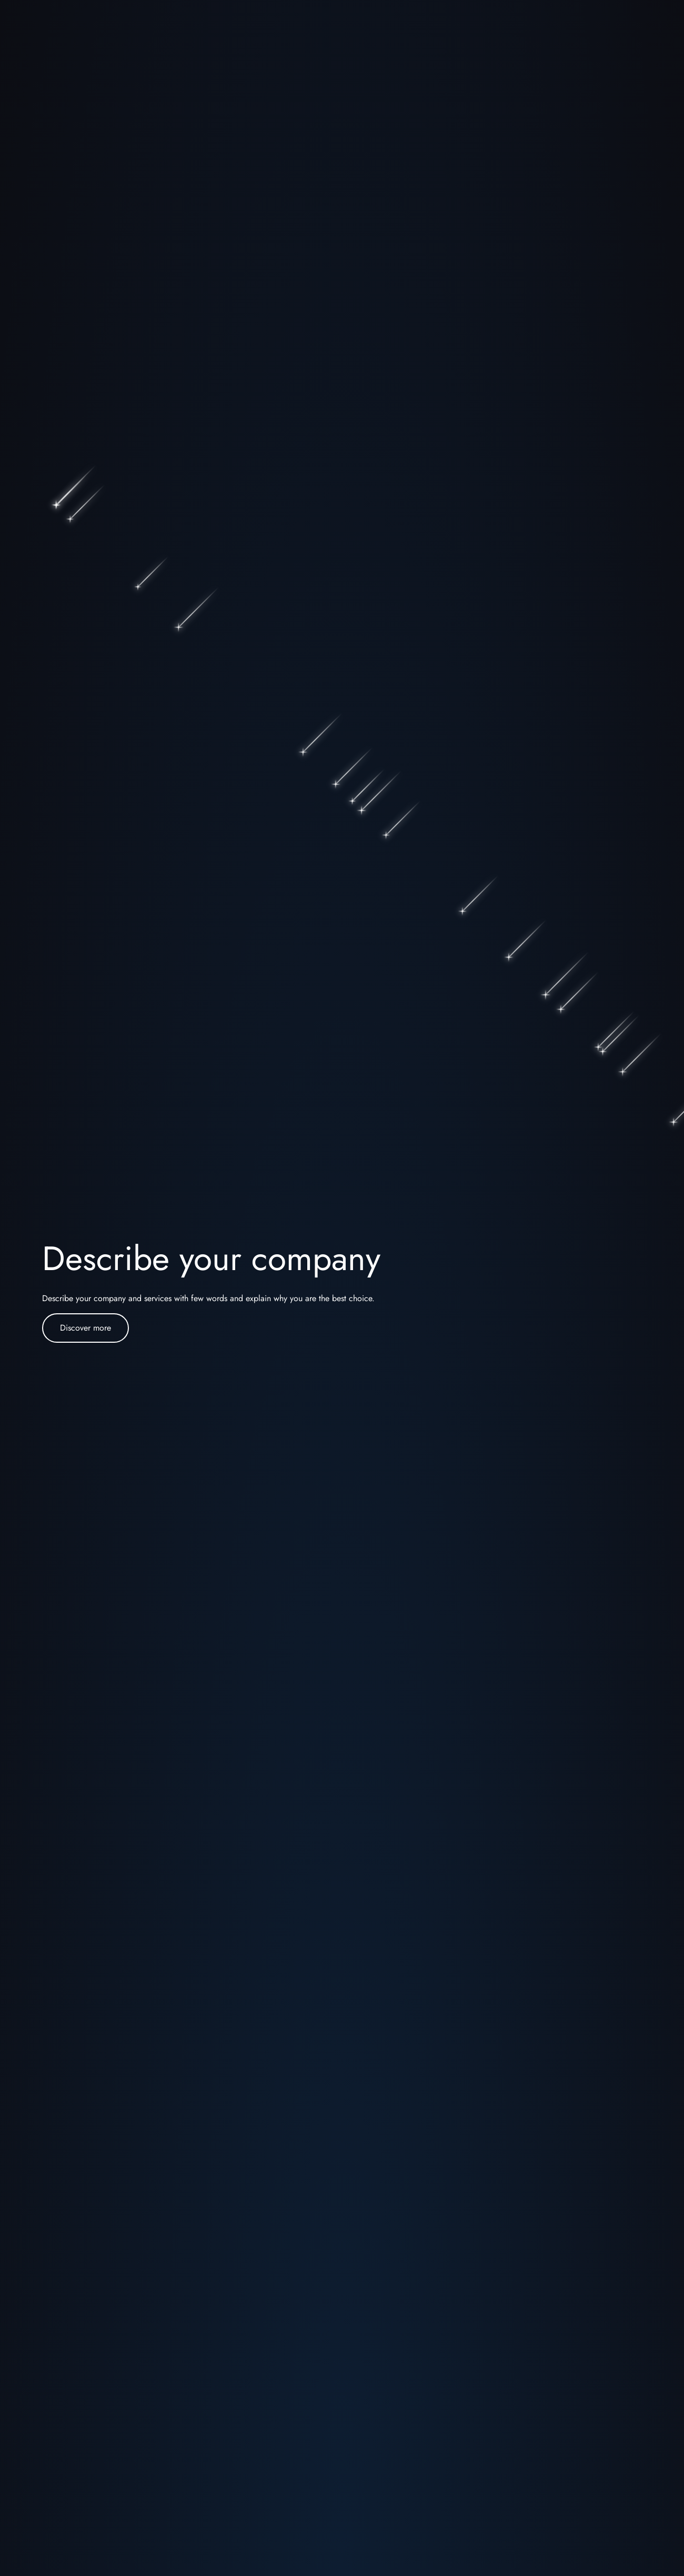 Describe your company
Describe your company and services with few words and explain why you are the best choice.
Discover more